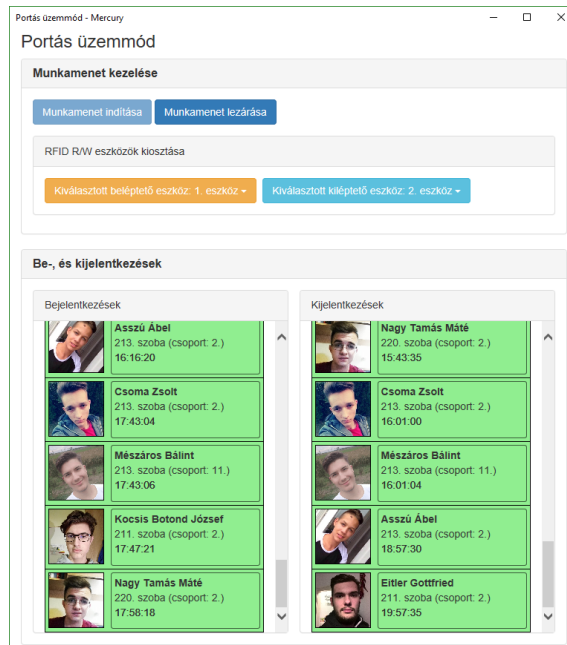 Portás üzemmód - Mercury
Portás üzemmód
Munkamenet kezelése
Munkamenet indítása
Munkamenet lezárása
RFID R/W eszközök kiosztása
Kiválasztott beléptető eszköz: 1. eszköz
Kiválasztott kiléptető eszköz: 2. eszköz
Be-, és kijelentkezések
Bejelentkezések
Asszú Ábel
213. szoba (csoport: 2.)
16:16:20
Csoma Zsolt
213. szoba (csoport: 2.)
17:43:04
Mészáros Bálint
213. szoba (csoport: 11.)
17:43:06
Kocsis Botond József
211. szoba (csoport: 2.)
17:47:21
Nagy Tamás Máté
220. szoba (csoport: 2.)
17:58:18
Kijelentkezések
Nagy Tamás Máté
220. szoba (csoport: 2.)
15:43:35
Csoma Zsolt
213. szoba (csoport: 2.)
16:01:00
Mészáros Bálint
213. szoba (csoport: 11.)
16:01:04
Asszú Ábel
213. szoba (csoport: 2.)
18:57:30
Eitler Gottfried
211. szoba (csoport: 2.)
19:57:35